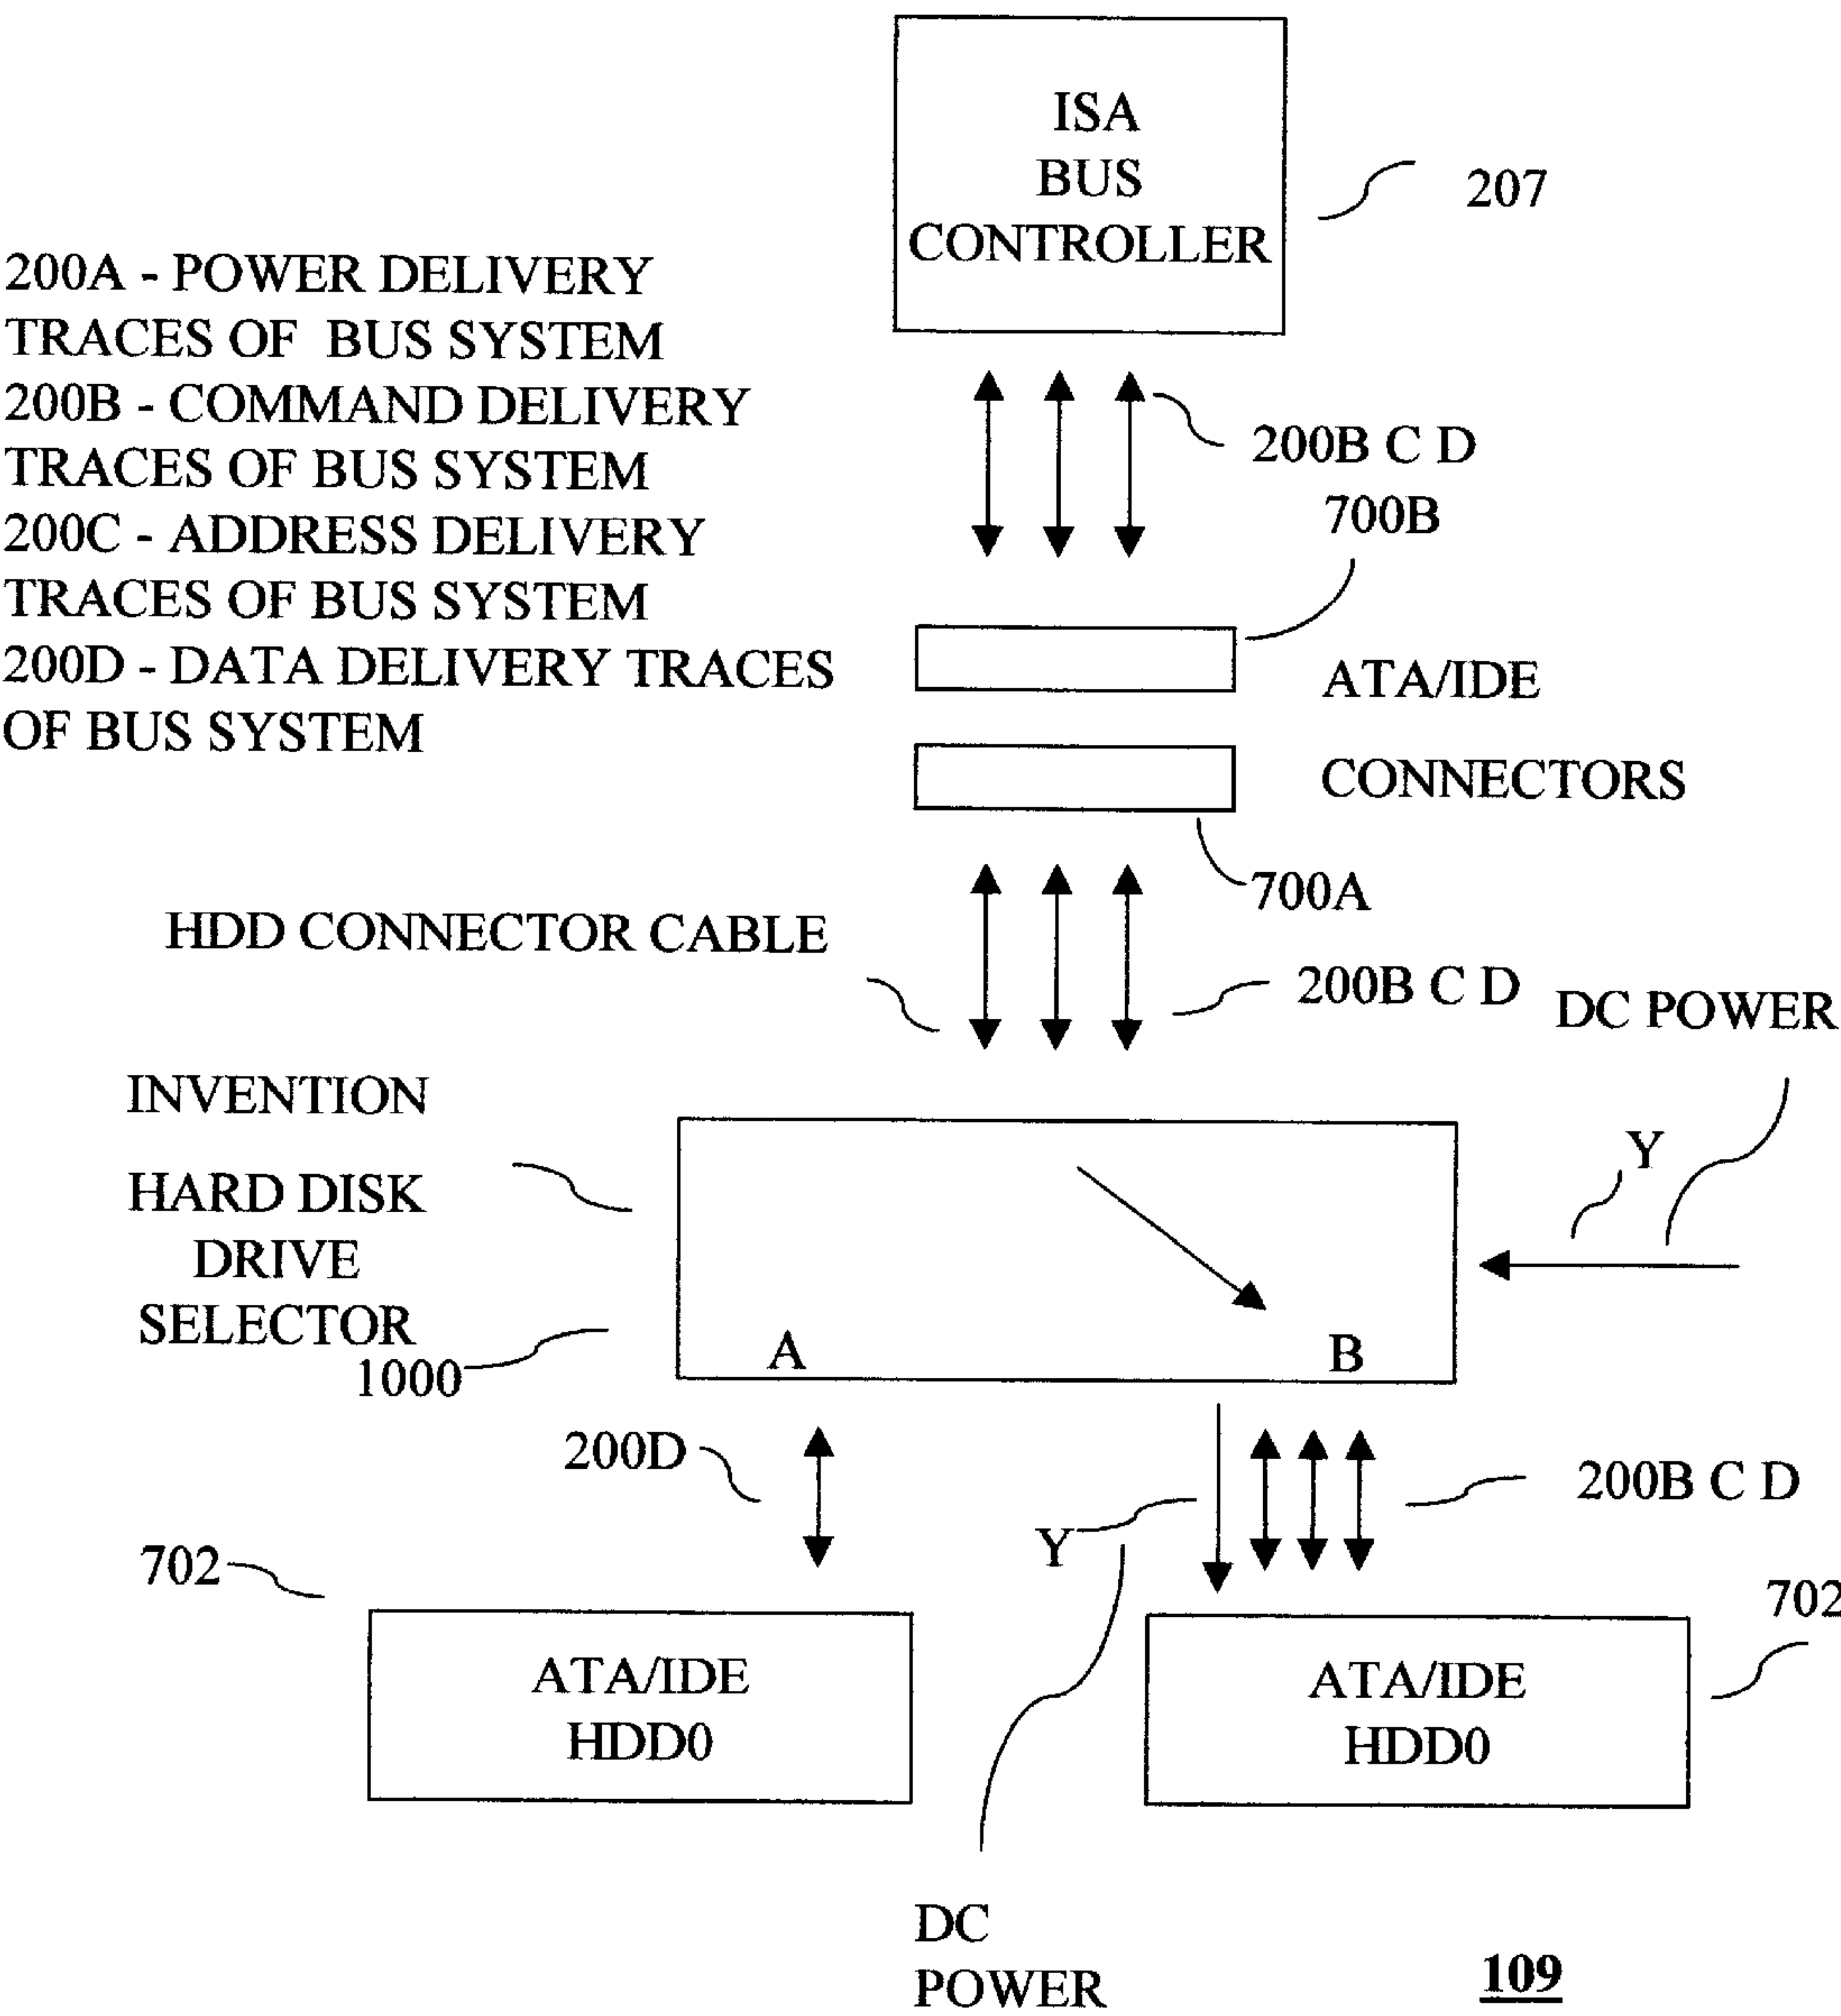 ISA
BUS
CONTROLLER
207
200A - POWER DELIVERY
TRACES OF BUS SYSTEM
200B - COMMAND DELIVERY
TRACES OF BUS SYSTEM
200C - ADDRESS DELIVERY
TRACES OF BUS SYSTEM
200D - DATA DELIVERY TRACES
OF BUS SYSTEM
200B C D
700B
ATA/IDE
CONNECTORS
700A
HDD CONNECTOR CABLE
200B C D
DC POWER
INVENTION
HARD DISK
DRIVE
SELECTOR
1000
Y
A
B
200D
Y
200B C D
702
702
ATA/IDE
HDD0
ATA/IDE
HDD0
DC
POWER
109